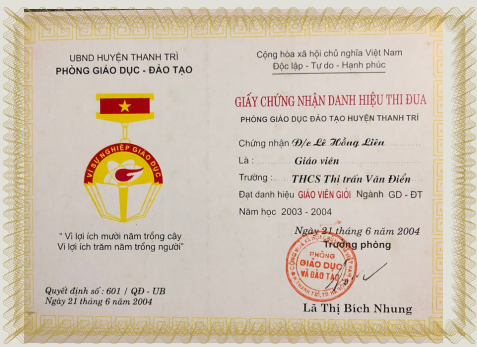 UBND HUYỆN THANH TRÌ
PHÒNG GIÁO DỤC - ĐÀO TẠO
VÌ SỰ NGHIỆP GIÁO DỤC
" Vì lợi ích mười năm trồng cây
Vì lợi ích trăm năm trồng người"
Quyết định số : 601 / QĐ - UB
Ngày 21 tháng 6 năm 2004
Cộng hòa xã hội chủ nghĩa Việt Nam
Độc lập - Tự do - Hạnh phúc
GIẤY CHỨNG NHẬN DANH HIỆU THI ĐUA
PHÒNG GIÁO DỤC ĐÀO TẠO HUYỆN THANH TRÌ
Chứng nhận Đ/c Lê Hồng Liên
Là : Giáo viên
Trường : THCS Thị trấn Văn Điển
Đạt danh hiệu GIÁO VIÊN GIỎI Ngành GD - ĐT
Năm học 2003 - 2004
Ngày 21 tháng 6 năm 2004
Trưởng phòng
PHÒNG
GIÁO DỤC
VÀ ĐÀO TẠO
Lã Thị Bích Nhung